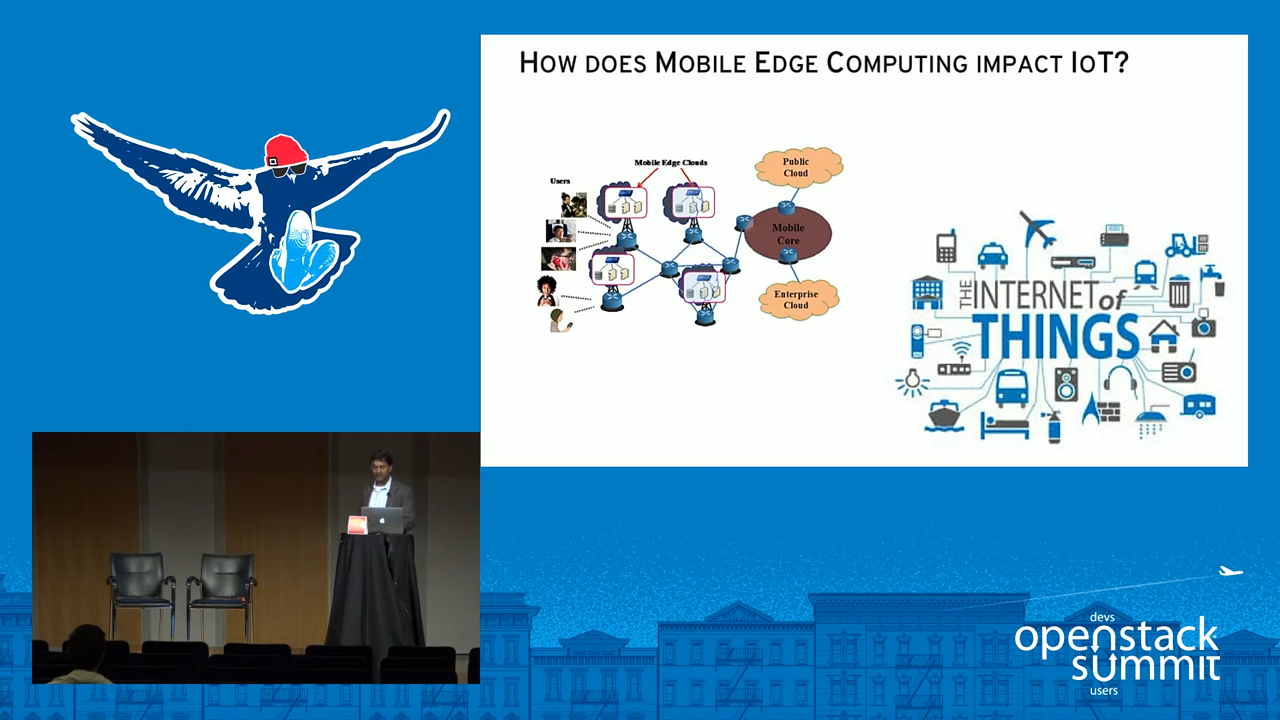 HOW DOES MOBILE EDGE COMPUTING IMPACT IOT?
Mobile Edge Clouds
Users
Public
Cloud
Mobile
Core
Enterprise
Cloud
THE
INTERNET of
THINGS
devs
openstack
summit
users